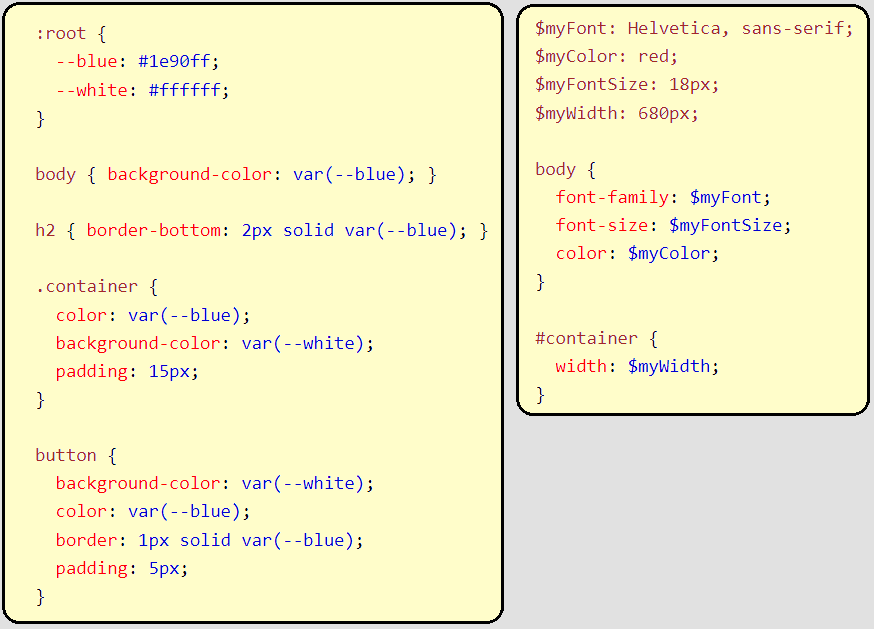 :root {
  --blue: #1e90ff;
  --white: #ffffff;
}

body { background-color: var(--blue); }

h2 { border-bottom: 2px solid var(--blue); }

.container {
  color: var(--blue);
  background-color: var(--white);
  padding: 15px;
}

button {
  background-color: var(--white);
  color: var(--blue);
  border: 1px solid var(--blue);
  padding: 5px;
}

$myFont: Helvetica, sans-serif;
$myColor: red;
$myFontSize: 18px;
$myWidth: 680px;

body {
  font-family: $myFont;
  font-size: $myFontSize;
  color: $myColor;
}

#container {
  width: $myWidth;
}